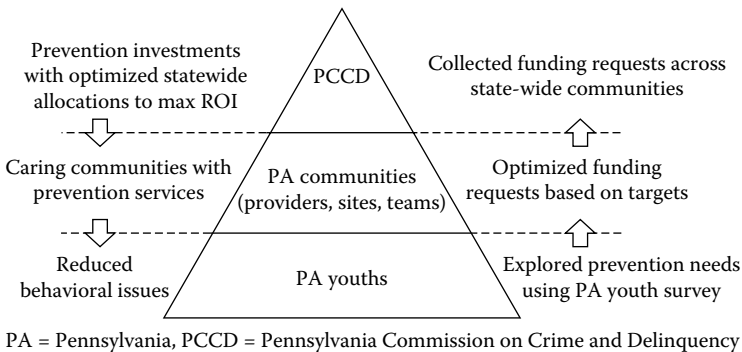 Prevention investments
with optimized statewide
allocations to max ROI
PCCD
Collected funding requests across
state-wide communities
Caring communities with
prevention services
PA communities
(providers, sites, teams)
Optimized funding
requests based on targets
Reduced
behavioral issues
PA youths
Explored prevention needs
using PA youth survey
PA = Pennsylvania, PCCD = Pennsylvania Commission on Crime and Delinquency